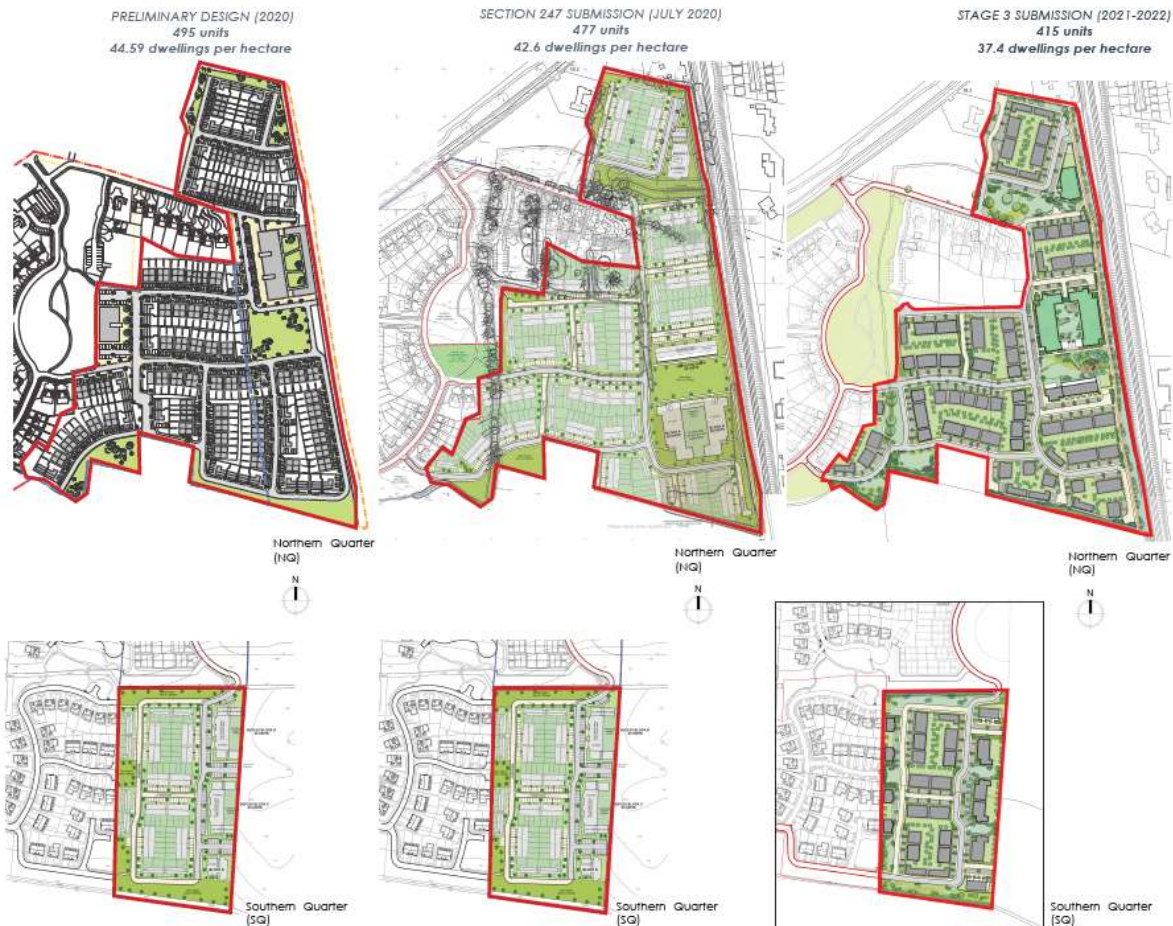 PRELIMINARY DESIGN (2020)
495 units
44.59 dwellings per hectare
SECTION 247 SUBMISSION (JULY 2020)
477 units
42.6 dwellings per hectare
STAGE 3 SUBMISSION (2021-2022)
415 units
37.4 dwellings per hectare
Northern Quarter
(NQ)
Northern Quarter
(NQ)
Northern Quarter
(NQ)
N
N
N
Southern Quarter
(SQ)
Southern Quarter
(SQ)
Southern Quarter
(SQ)